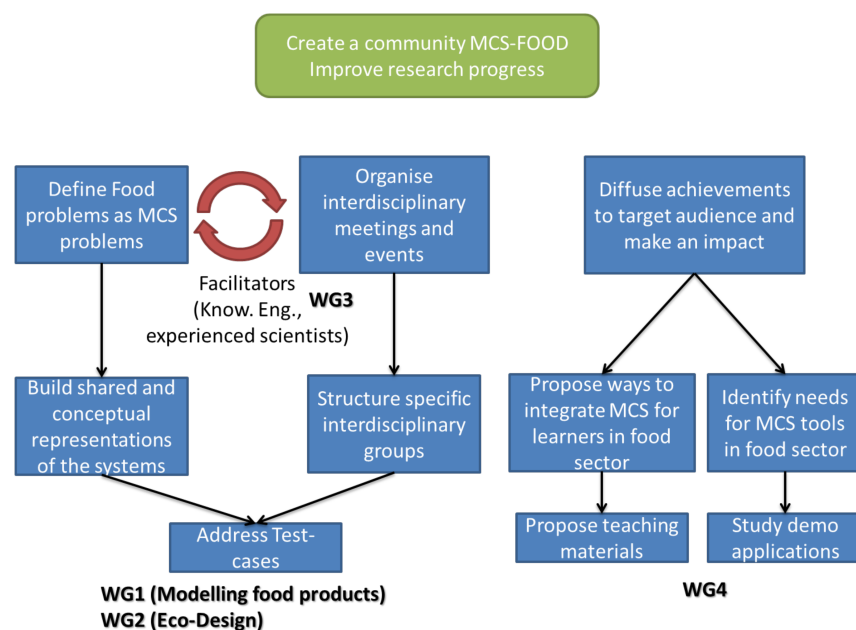 Create a community MCS-FOOD
Improve research progress
Define Food
problems as MCS
problems
Organise
interdisciplinary
meetings and
events
Diffuse achievements
to target audience and
make an impact
Facilitators
(Know. Eng.,
experienced scientists)
WG3
Build shared and
conceptual
representations
of the systems
Structure specific
interdisciplinary
groups
Propose ways to
integrate MCS for
learners in food
sector
Identify needs
for MCS tools
in food sector
Address Test-
cases
Propose teaching
materials
Study demo
applications
WG1 (Modelling food products)
WG2 (Eco-Design)
WG4